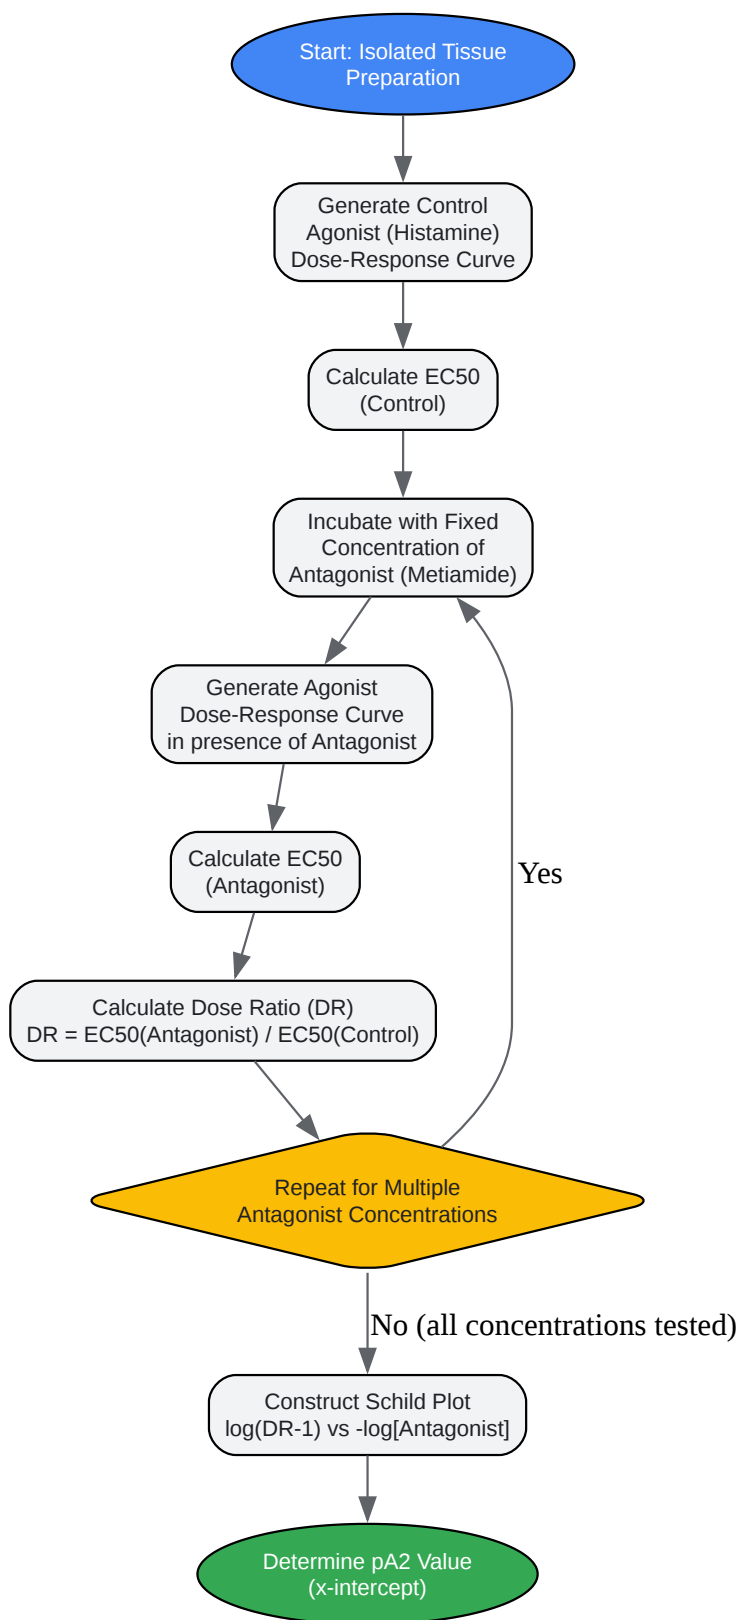 Start: Isolated Tissue
Preparation
Generate Control
Agonist (Histamine)
Dose-Response Curve
Calculate EC50
(Control)
Incubate with Fixed
Concentration of
Antagonist (Metiamide)
Generate Agonist
Dose-Response Curve
in presence of Antagonist
Calculate EC50
(Antagonist)
Yes
Calculate Dose Ratio (DR)
DR = EC50(Antagonist) / EC50(Control)
Repeat for Multiple
Antagonist Concentrations
No (all concentrations tested)
Construct Schild Plot
log(DR-1) vs -log[Antagonist]
Determine pA2 Value
(x-intercept)